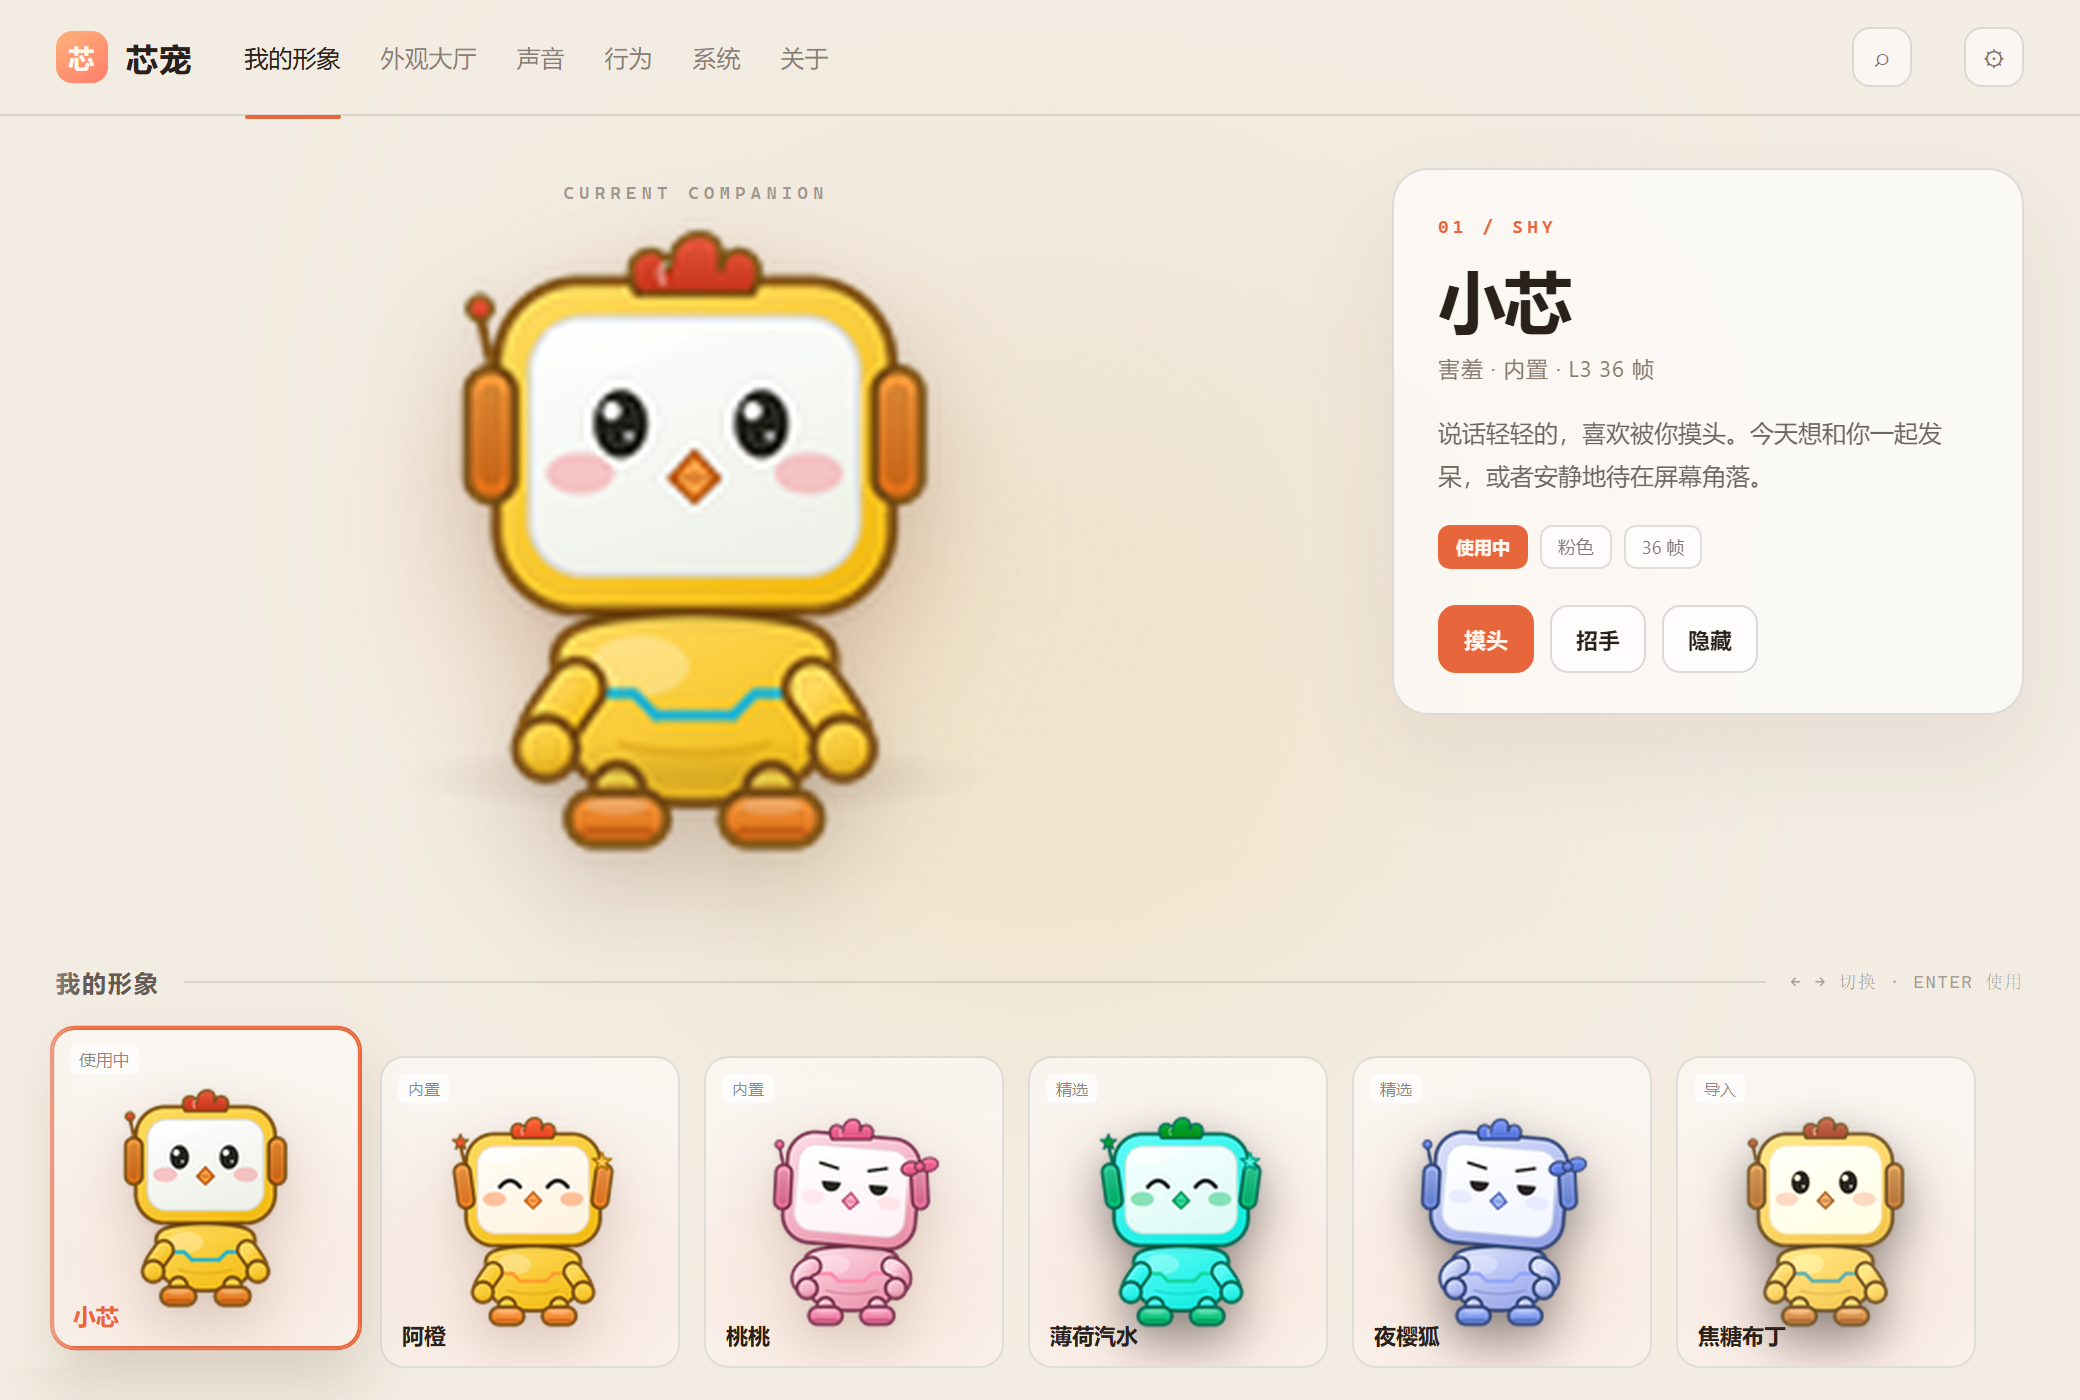 芯 芯宠 我的形象 外观大厅 声音 行为 系统 关于
CURRENT COMPANION
01 / SHY
小芯
害羞 · 内置 · L3 36 帧
说话轻轻的，喜欢被你摸头。今天想和你一起发
呆，或者安静地待在屏幕角落。
使用中 粉色 36 帧
摸头 招手 隐藏
我的形象 ← → 切换 · ENTER 使用
使用中 内置 内置 精选 精选 导入
小芯 阿橙 桃桃 薄荷汽水 夜樱狐 焦糖布丁